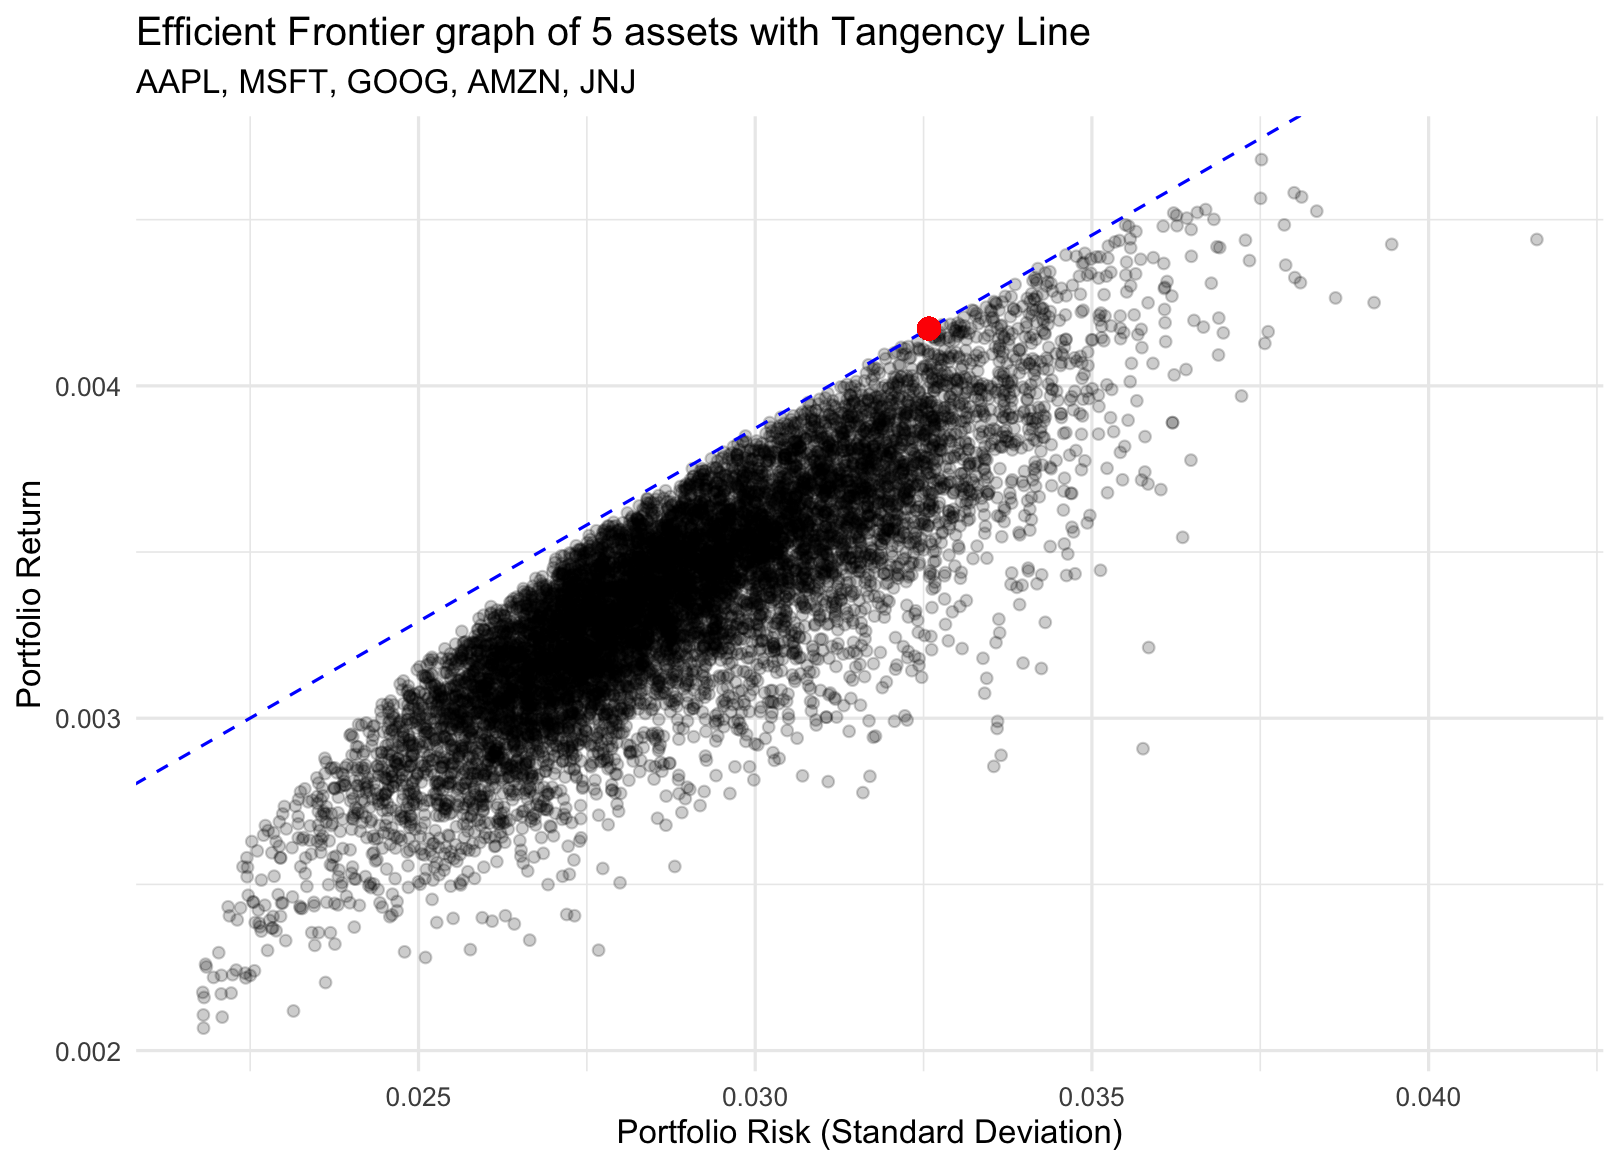 Efficient Frontier graph of 5 assets with Tangency Line
AAPL, MSFT, GOOG, AMZN, JNJ
Portfolio Return
0.004
0.003
0.002
0.025
0.030
0.035
0.040
Portfolio Risk (Standard Deviation)